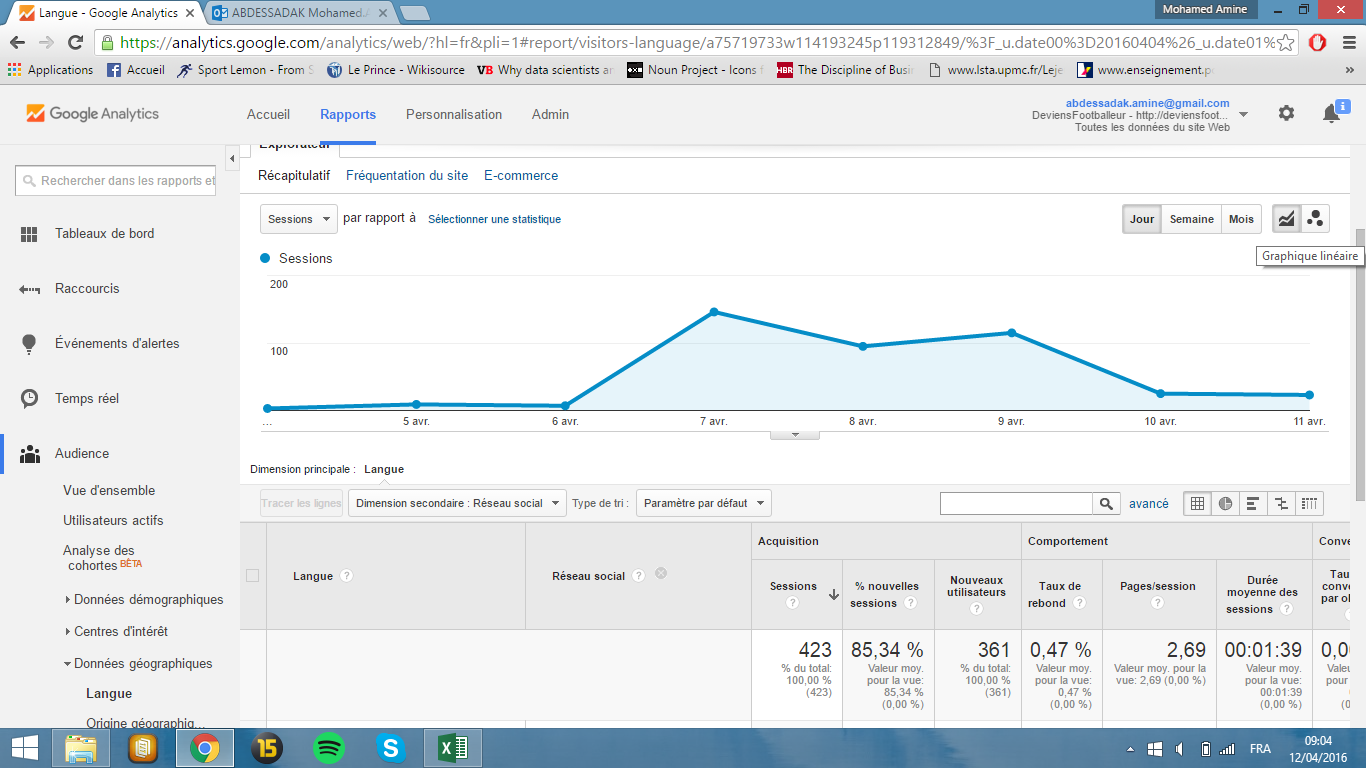 Langue - Google Analytics
ABDESSADAK Mohamed
Mohamed Amine
https://analytics.google.com/analytics/web/?hl=fr&pli=1#report/visitors-language/a75719733w114193245p119312849/%3F_u.date00%3D20160404%26_u.date01%
Applications
Accueil
Sport Lemon - From S
Le Prince - Wikisource
VB Why data scientists ar
Noun Project - Icons f
HBR The Discipline of Busi
www.lsta.upmc.fr/Leje
www.enseignement.p
»
Google Analytics
Accueil
Rapports
Personnalisation
Admin
abdessadak.amine@gmail.com
DeviensFootballeur - http://deviensfoot...
Toutes les données du site Web
Rechercher dans les rapports et
Tableaux de bord
Raccourcis
Événements d'alertes
Temps réel
Audience
Vue d'ensemble
Utilisateurs actifs
Analyse des
cohortes BÊTA
Données démographiques
Centres d'intérêt
Données géographiques
Langue
Origine géographiq...
Explorateur
Récapitulatif
Fréquentation du site
E-commerce
Sessions
par rapport à
Sélectionner une statistique
Jour
Semaine
Mois
Graphique linéaire
Sessions
200
100
...
5 avr.
6 avr.
7 avr.
8 avr.
9 avr.
10 avr.
11 avr.
Dimension principale :
Langue
Tracer les lignes
Dimension secondaire : Réseau social
Type de tri :
Paramètre par défaut
avancé
Langue ?
Réseau social ?
Acquisition
Comportement
Conve
Sessions
?
% nouvelles
sessions ?
Nouveaux
utilisateurs
?
Taux de
rebond ?
Pages/session
?
Durée
moyenne des
sessions ?
Tau
conve
par ol
423
% du total:
100,00 %
(423)
85,34 %
Valeur moy.
pour la vue:
85,34 %
(0,00 %)
361
% du total:
100,00 %
(361)
0,47 %
Valeur moy.
pour la vue:
0,47 %
(0,00 %)
2,69
Valeur moy. pour la
vue: 2,69 (0,00 %)
00:01:39
Valeur moy.
pour la vue:
00:01:39
(0,00 %)
0,0
15
FRA
09:04
12/04/2016